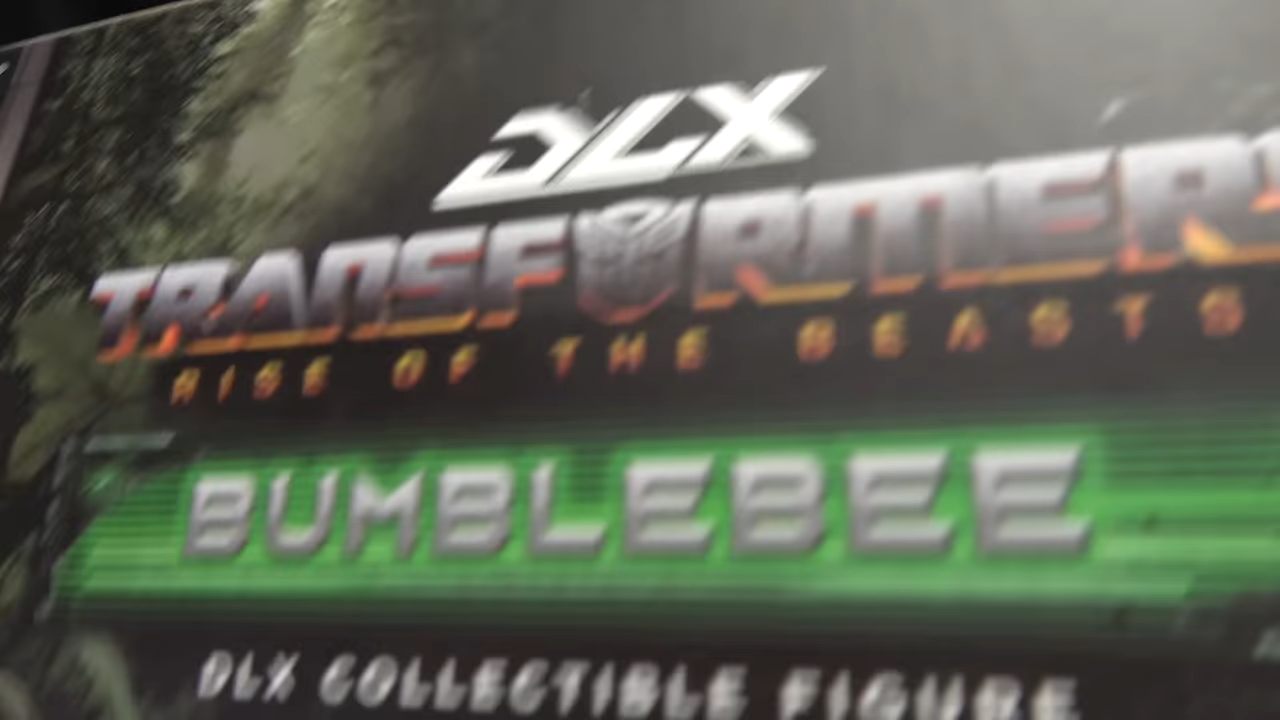 DLX
TRANSFORMERS
RISE OF THE BEASTS
BUMBLEBEE
DLX COLLECTIBLE FIGURE